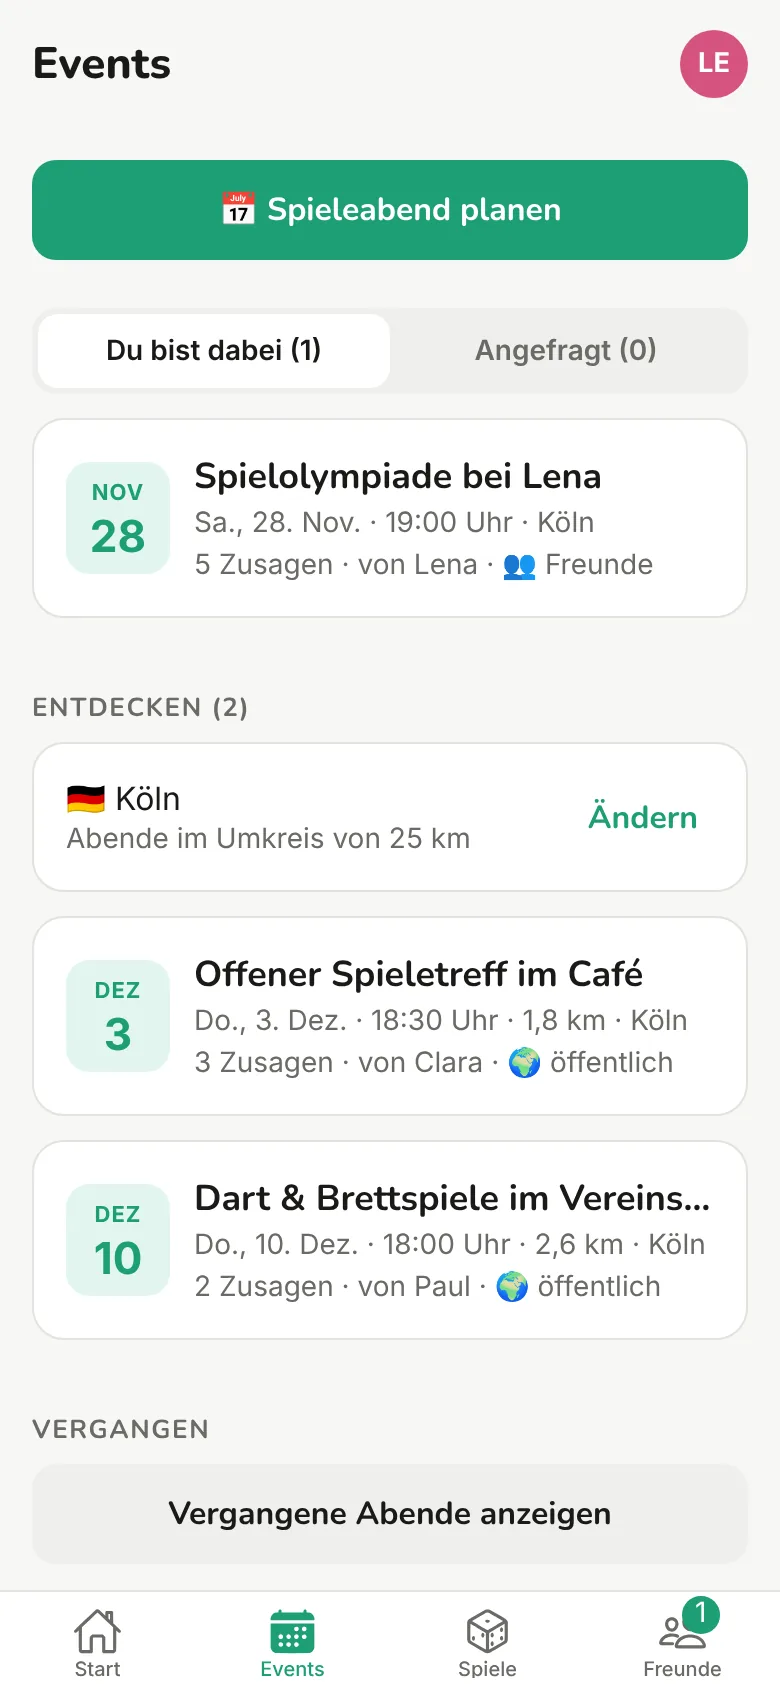 Events
LE
July
17
Spieleabend planen
Du bist dabei (1)
Angefragt (0)
NOV
28
Spielolympiade bei Lena
Sa., 28. Nov. · 19:00 Uhr · Köln
5 Zusagen · von Lena · 👥 Freunde
ENTDECKEN (2)
🇩🇪 Köln
Abende im Umkreis von 25 km
Ändern
DEZ
3
Offener Spieletreff im Café
Do., 3. Dez. · 18:30 Uhr · 1,8 km · Köln
3 Zusagen · von Clara · 🌍 öffentlich
DEZ
10
Dart & Brettspiele im Vereins...
Do., 10. Dez. · 18:00 Uhr · 2,6 km · Köln
2 Zusagen · von Paul · 🌍 öffentlich
VERGANGEN
Vergangene Abende anzeigen
Start
Events
Spiele
1
Freunde